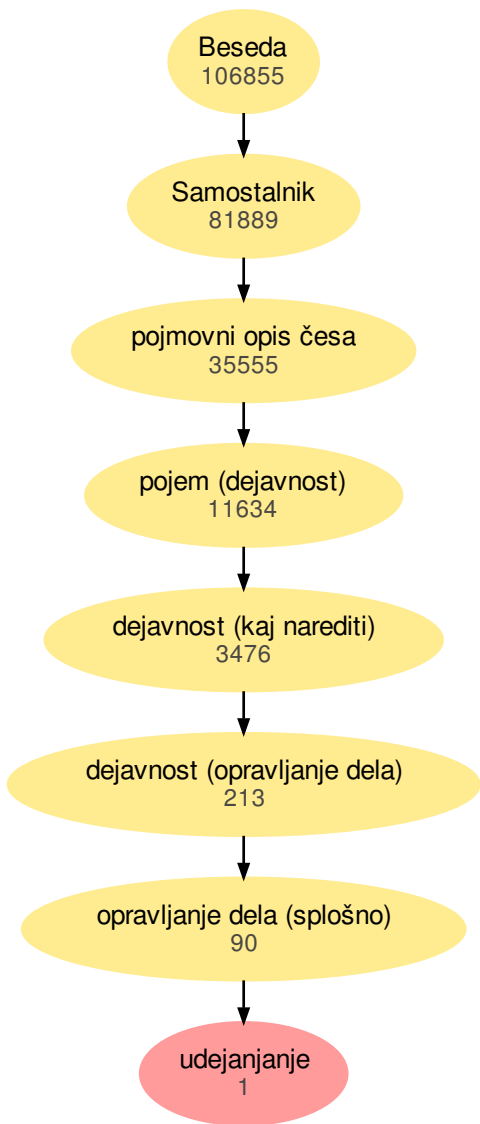 Beseda
106855
Samostalnik
81889
pojmovni opis česa
35555
pojem (dejavnost)
11634
dejavnost (kaj narediti)
3476
dejavnost (opravljanje dela)
213
opravljanje dela (splošno)
90
udejanjanje
1